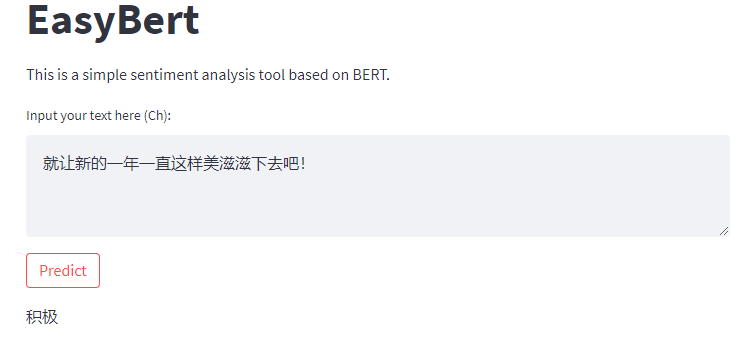 EasyBert
This is a simple sentiment analysis tool based on BERT.
Input your text here (Ch):
就让新的一年一直这样美滋滋下去吧!
Predict
积极